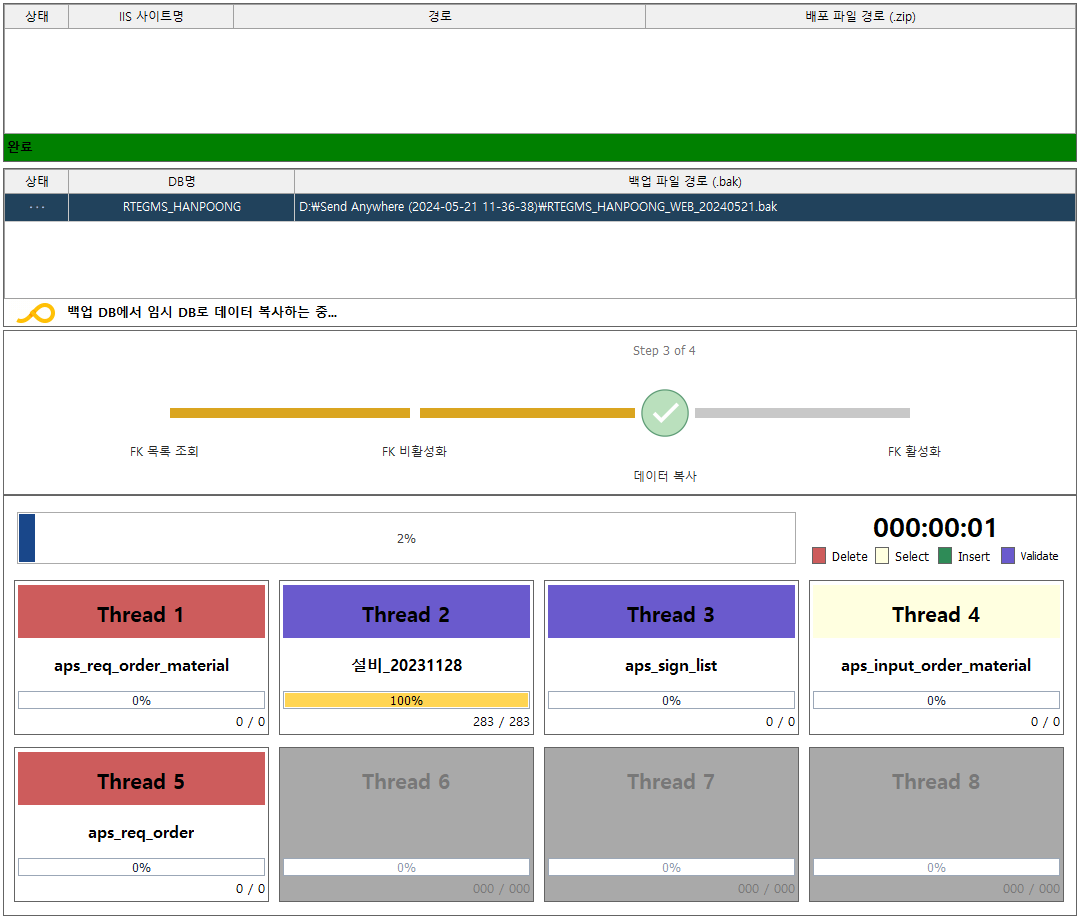 상태 IIS 사이트명 경로 배포 파일 경로 (.zip)
완료
상태 DB명 백업 파일 경로 (.bak)
··· RTEGMS_HANPOONG D:₩Send Anywhere (2024-05-21 11-36-38)₩RTEGMS_HANPOONG_WEB_20240521.bak
백업 DB에서 임시 DB로 데이터 복사하는 중...
Step 3 of 4
FK 목록 조회 FK 비활성화 FK 활성화
데이터 복사
2%
000:00:01
Delete Select Insert Validate
Thread 1 Thread 2 Thread 3 Thread 4
aps_req_order_material 설비_20231128 aps_sign_list aps_input_order_material
0% 100% 0% 0%
0 / 0 283 / 283 0 / 0 0 / 0
Thread 5 Thread 6 Thread 7 Thread 8
aps_req_order
0% 0% 0% 0%
0 / 0 000 / 000 000 / 000 000 / 000